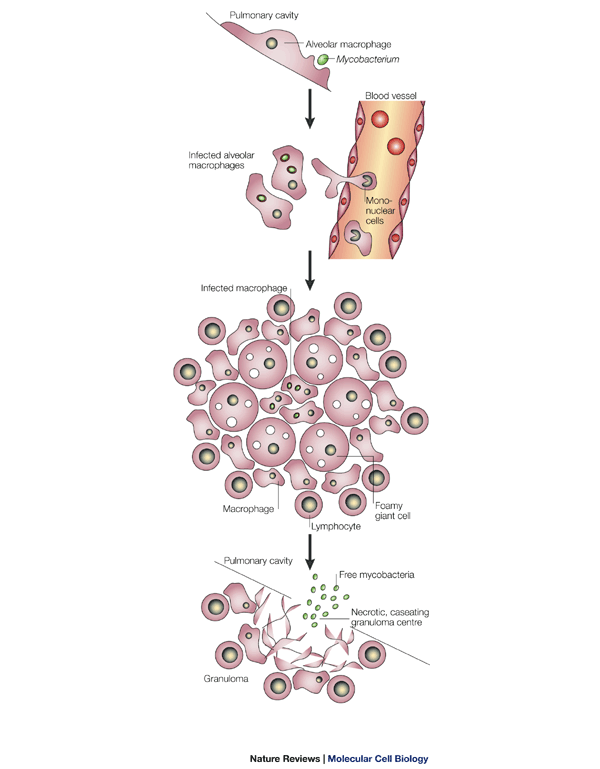 Pulmonary cavity
Alveolar macrophage
Mycobacterium
Blood vessel
Infected alveolar
macrophages
Mono-
nuclear
cells
Infected macrophage
Macrophage
Foamy
giant cell
Lymphocyte
Pulmonary cavity
Free mycobacteria
Necrotic, caseating
granuloma centre
Granuloma
Nature Reviews | Molecular Cell Biology